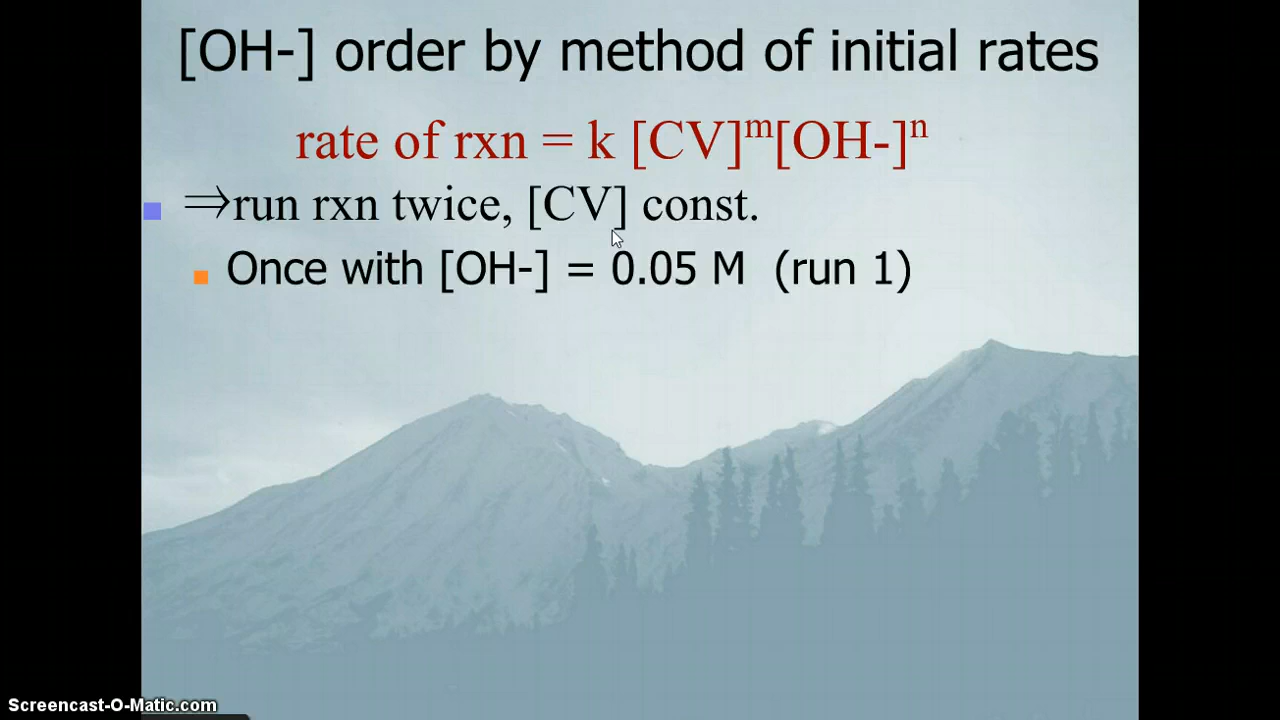 [OH-] order by method of initial rates
rate of rxn = k [CV]ᵐ[OH-]ⁿ
⇒run rxn twice, [CV] const.
Once with [OH-] = 0.05 M (run 1)
Screencast-O-Matic.com